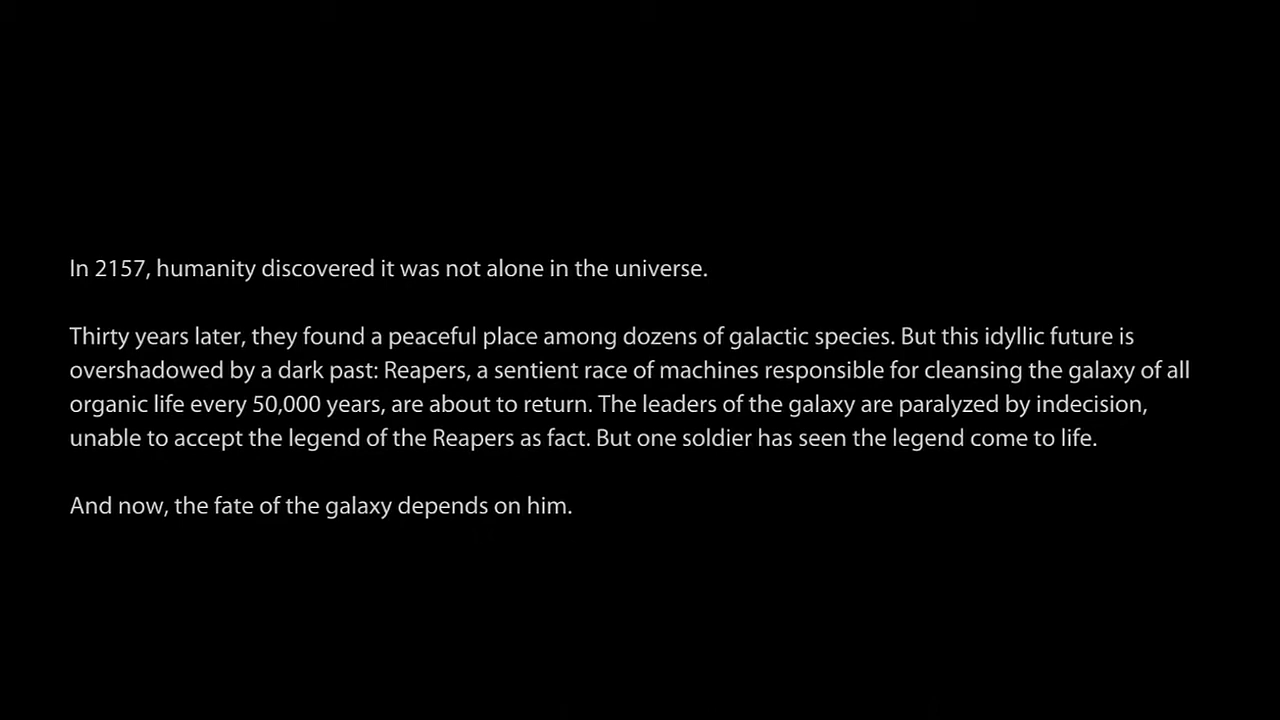 In 2157, humanity discovered it was not alone in the universe.
Thirty years later, they found a peaceful place among dozens of galactic species. But this idyllic future is
overshadowed by a dark past: Reapers, a sentient race of machines responsible for cleansing the galaxy of all
organic life every 50,000 years, are about to return. The leaders of the galaxy are paralyzed by indecision,
unable to accept the legend of the Reapers as fact. But one soldier has seen the legend come to life.
And now, the fate of the galaxy depends on him.